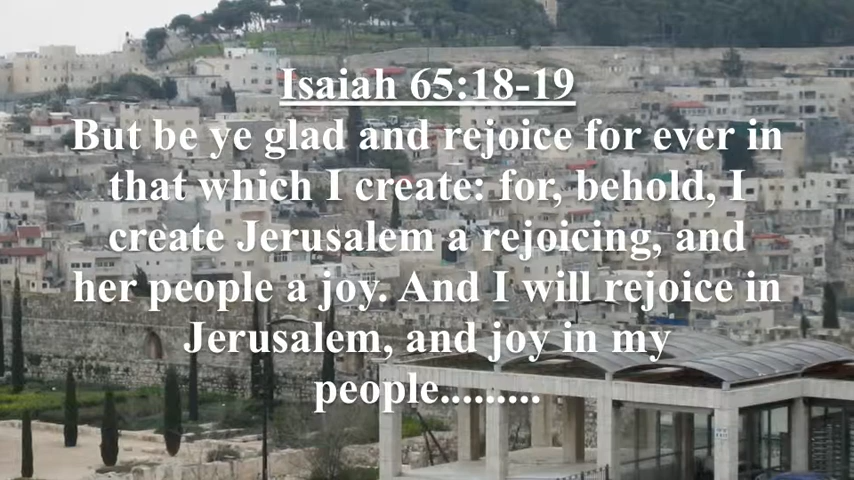 Isaiah 65:18-19
But be ye glad and rejoice for ever in
that which I create: for, behold, I
create Jerusalem a rejoicing, and
her people a joy. And I will rejoice in
Jerusalem, and joy in my
people.........